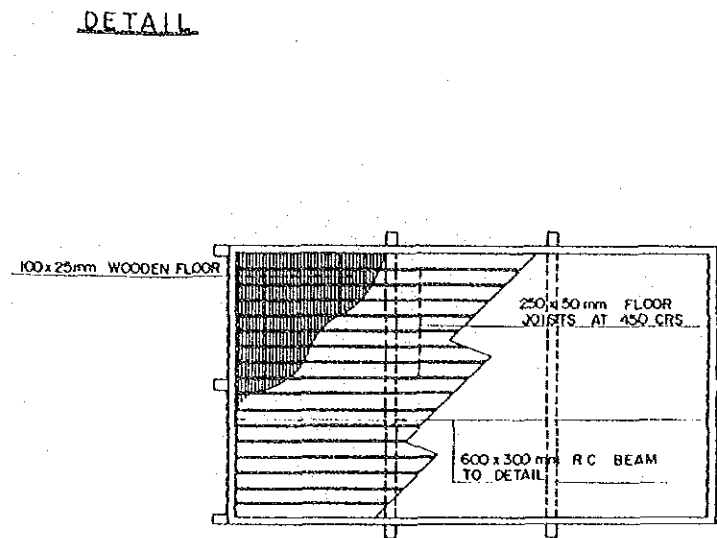 DETAIL
100 x 25mm WOODEN FLOOR
250 x 50 mm FLOOR
JOISTS AT 450 CRS
600 x 300 mm R C BEAM
TO DETAIL